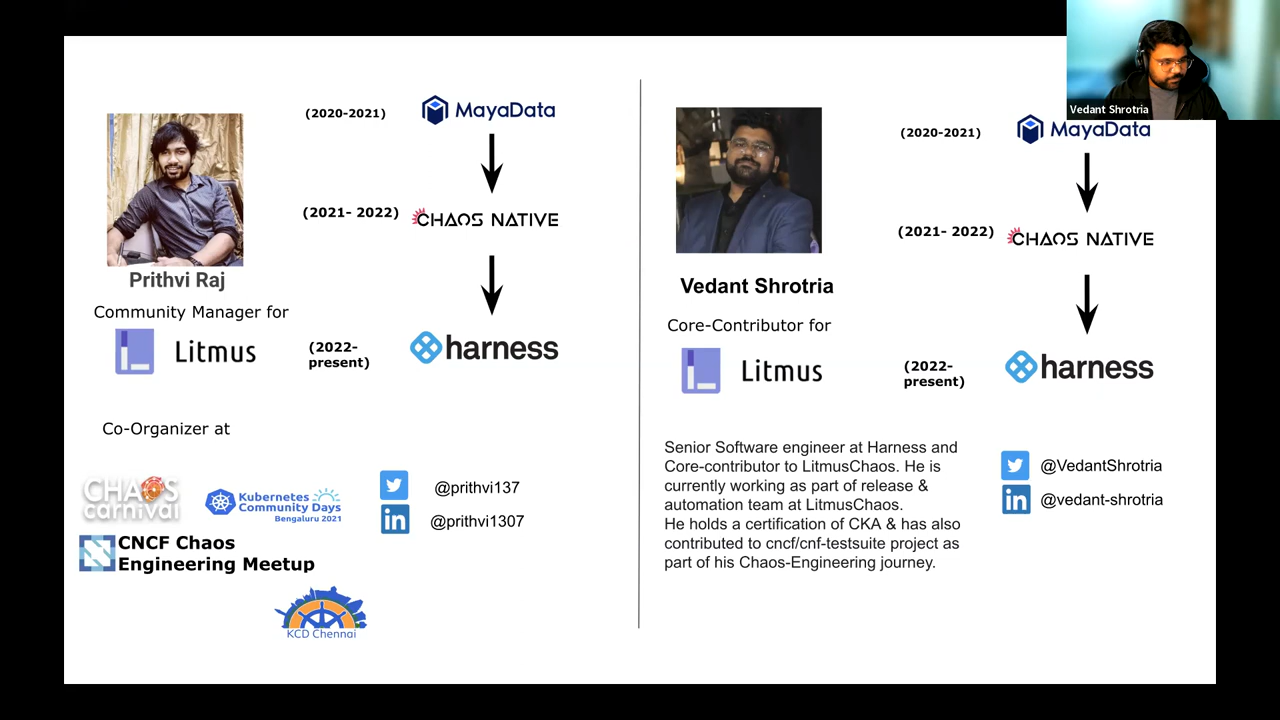 (2020-2021)
MayaData
(2021- 2022)
CHAOS NATIVE
Prithvi Raj
Community Manager for
Litmus
(2022-
present)
harness
Co-Organizer at
CHAOS
carnival
Kubernetes
Community Days
Bengaluru 2021
@prithvi137
in
@prithvi1307
CNCF Chaos
Engineering Meetup
KCD Chennai
Vedant Shrotria
(2020-2021)
MayaData
(2021- 2022)
CHAOS NATIVE
Vedant Shrotria
Core-Contributor for
Litmus
(2022-
present)
harness
Senior Software engineer at Harness and
Core-contributor to LitmusChaos. He is
currently working as part of release &
automation team at LitmusChaos.
He holds a certification of CKA & has also
contributed to cncf/cnf-testsuite project as
part of his Chaos-Engineering journey.
@VedantShrotria
in
@vedant-shrotria